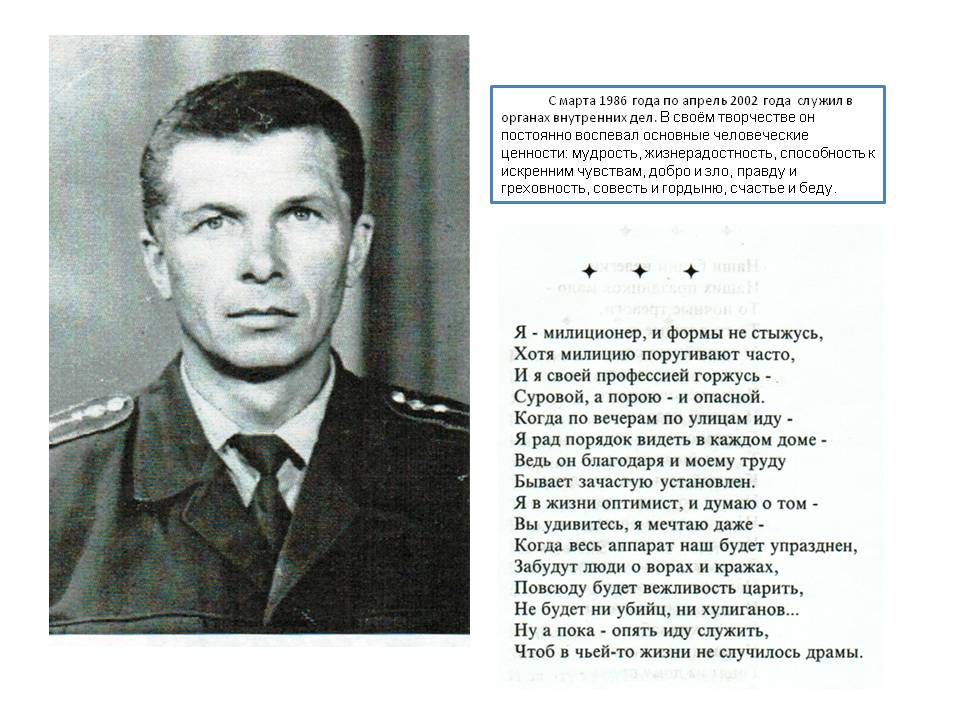 С марта 1986 года по апрель 2002 года служил в
органах внутренних дел. В своём творчестве он
постоянно воспевал основные человеческие
ценности: мудрость, жизнерадостность, способность к
искренним чувствам, добро и зло, правду и
греховность, совесть и гордыню, счастье и беду.
Я - милиционер, и формы не стыжусь,
Хотя милицию поругивают часто,
И я своей профессией горжусь -
Суровой, а порою - и опасной.
Когда по вечерам по улицам иду -
Я рад порядок видеть в каждом доме -
Ведь он благодаря и моему труду
Бывает зачастую установлен.
Я в жизни оптимист, и думаю о том -
Вы удивитесь, я мечтаю даже -
Когда весь аппарат наш будет упразднен,
Забудут люди о ворах и кражах,
Повсюду будет вежливость царить,
Не будет ни убийц, ни хулиганов...
Ну а пока - опять иду служить,
Чтоб в чьей-то жизни не случилось драмы.